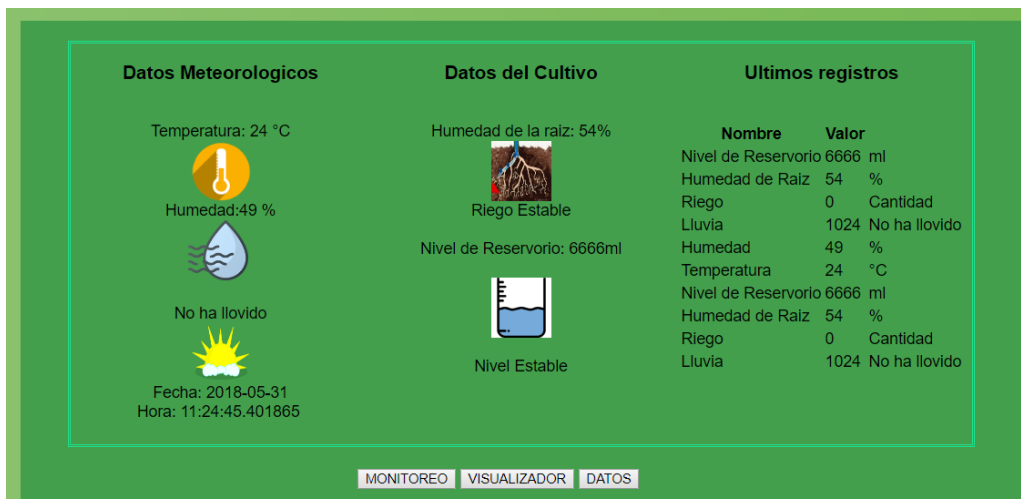 Datos Meteorologicos
Temperatura: 24 °C
Humedad:49 %
No ha llovido
Fecha: 2018-05-31
Hora: 11:24:45.401865
Datos del Cultivo
Humedad de la raiz: 54%
Riego Estable
Nivel de Reservorio: 6666ml
Nivel Estable
Ultimos registros
Nombre Valor
Nivel de Reservorio 6666 ml
Humedad de Raiz 54 %
Riego 0 Cantidad
Lluvia 1024 No ha llovido
Humedad 49 %
Temperatura 24 °C
Nivel de Reservorio 6666 ml
Humedad de Raiz 54 %
Riego 0 Cantidad
Lluvia 1024 No ha llovido
MONITOREO VISUALIZADOR DATOS